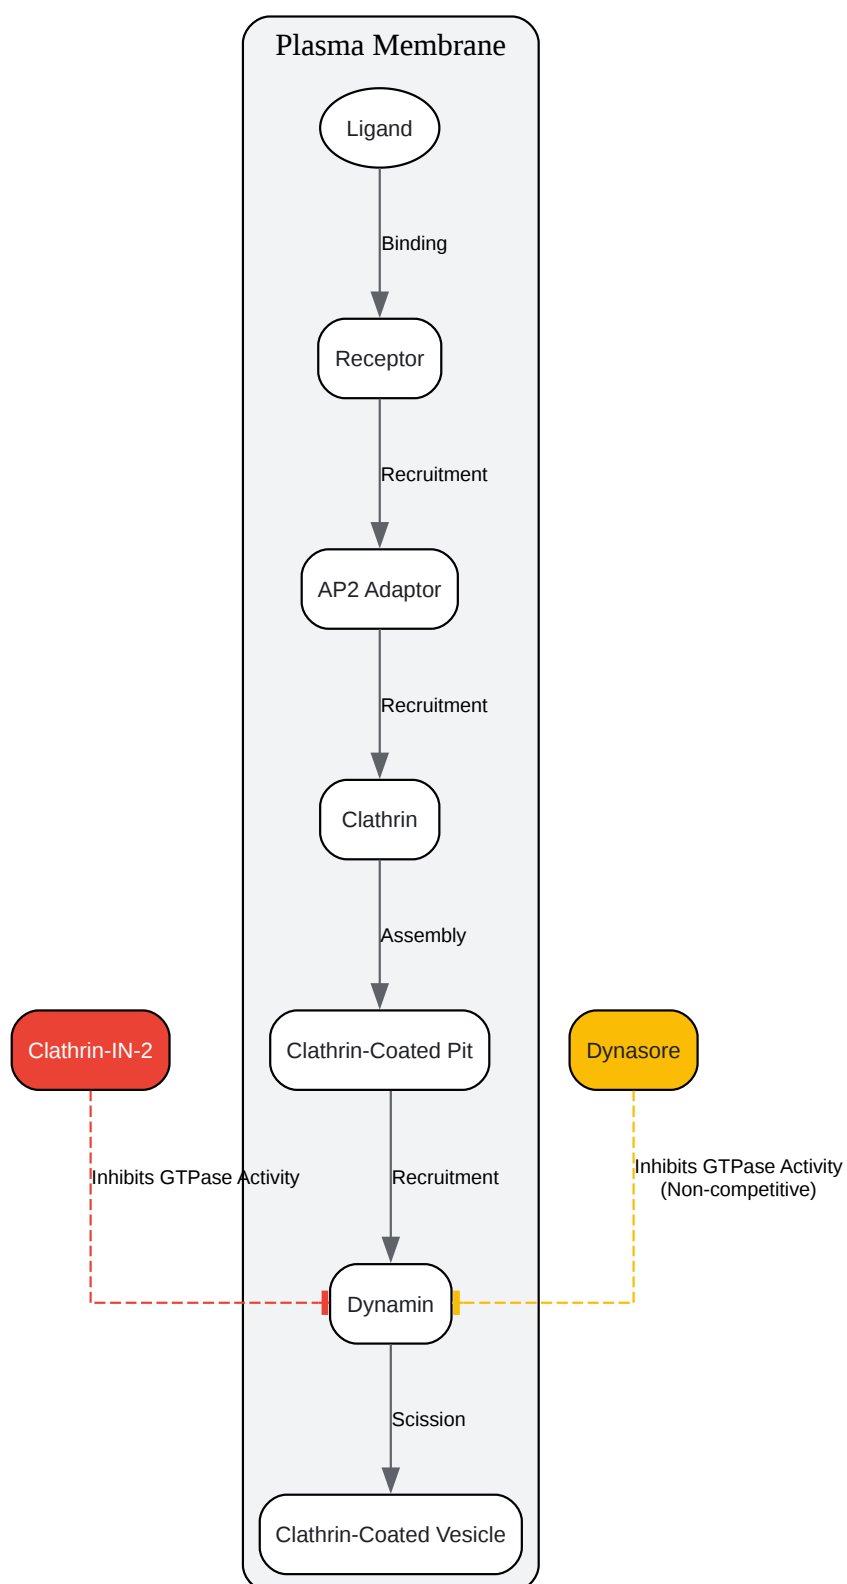 Plasma Membrane
Ligand
Binding
Receptor
Recruitment
AP2 Adaptor
Recruitment
Clathrin
Assembly
Clathrin-IN-2
Clathrin-Coated Pit
Dynasore
Inhibits GTPase Activity
Recruitment
Inhibits GTPase Activity
(Non-competitive)
Dynamin
Scission
Clathrin-Coated Vesicle